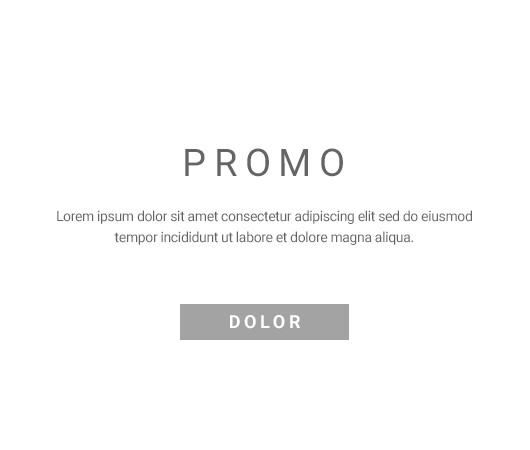 PROMO
Lorem ipsum dolor sit amet consectetur adipiscing elit sed do eiusmod
tempor incididunt ut labore et dolore magna aliqua.
DOLOR